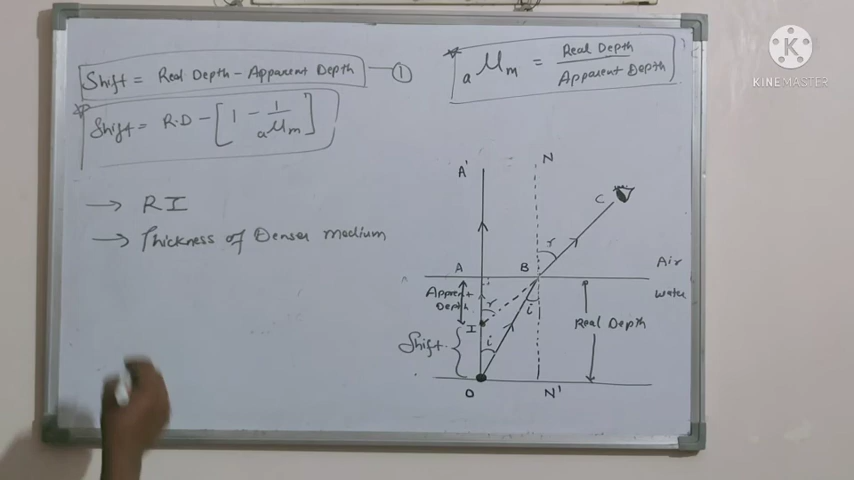 Shift = Real Depth - Apparent Depth — ①
Shift = R.D - [1 - 1/aμm]
→ RI
→ Thickness of Denser medium
* aμm = Real Depth / Apparent Depth
A'
N
C
r
A
B
Air
water
Apparent Depth
r
i
I
Real Depth
Shift
i
O
N'
K
KINEMASTER